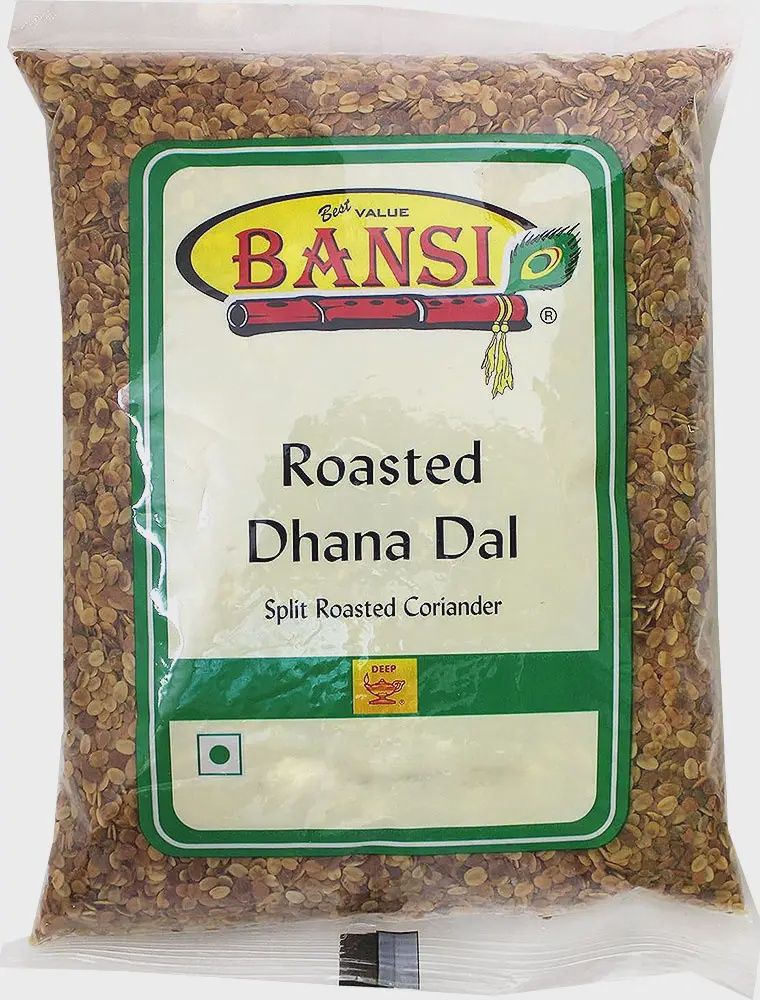 Best VALUE
BANSI
®
Roasted
Dhana Dal
Split Roasted Coriander
DEEP
®